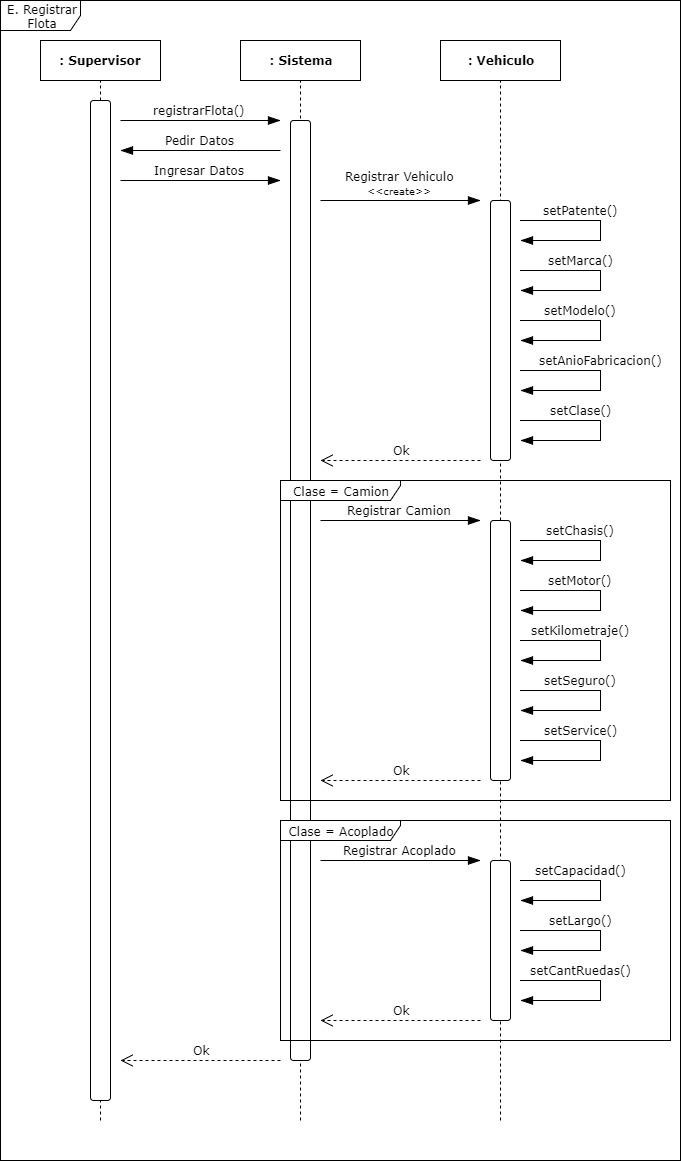 E. Registrar
Flota
: Supervisor
: Sistema
: Vehiculo
registrarFlota()
Pedir Datos
Ingresar Datos
Registrar Vehiculo
<<create>>
setPatente()
setMarca()
setModelo()
setAnioFabricacion()
setClase()
Ok
Clase = Camion
Registrar Camion
setChasis()
setMotor()
setKilometraje()
setSeguro()
setService()
Ok
Clase = Acoplado
Registrar Acoplado
setCapacidad()
setLargo()
setCantRuedas()
Ok
Ok